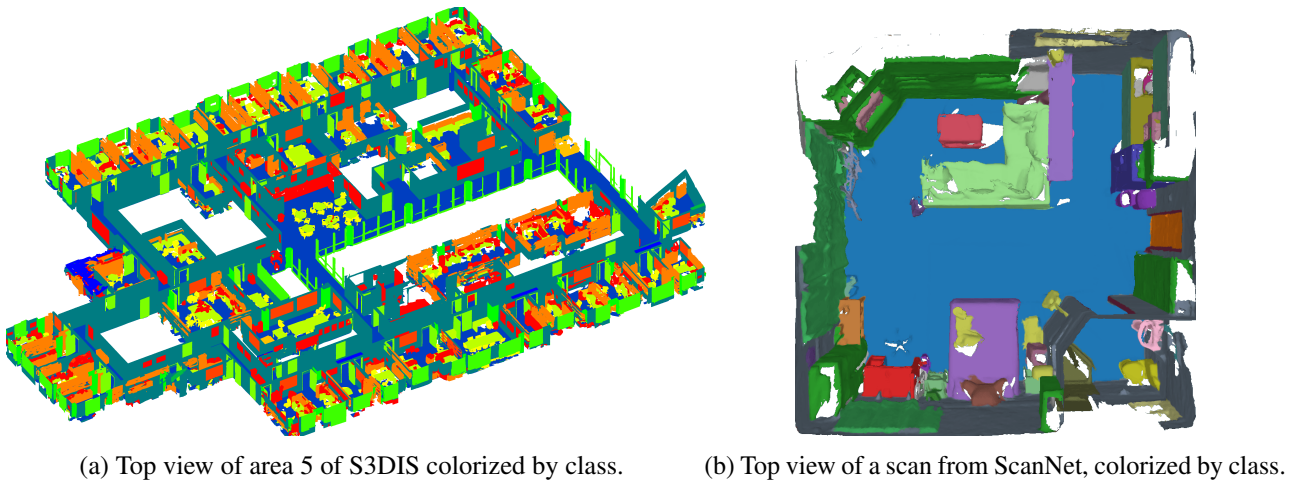 (a) Top view of area 5 of S3DIS colorized by class.
(b) Top view of a scan from ScanNet, colorized by class.